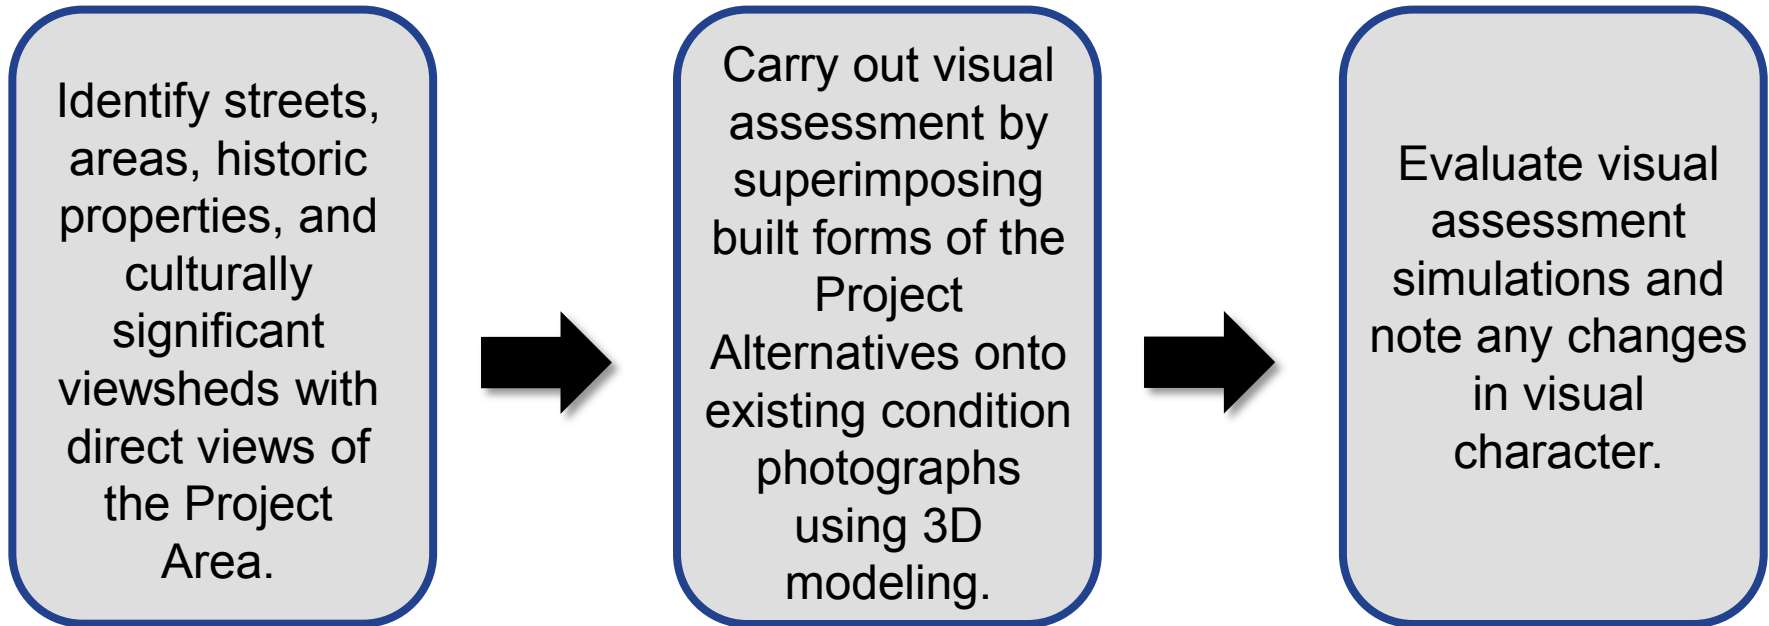 Identify streets,
areas, historic
properties, and
culturally
significant
viewsheds with
direct views of
the Project
Area.
Carry out visual
assessment by
superimposing
built forms of the
Project
Alternatives onto
existing condition
photographs
using 3D
modeling.
Evaluate visual
assessment
simulations and
note any changes
in visual
character.